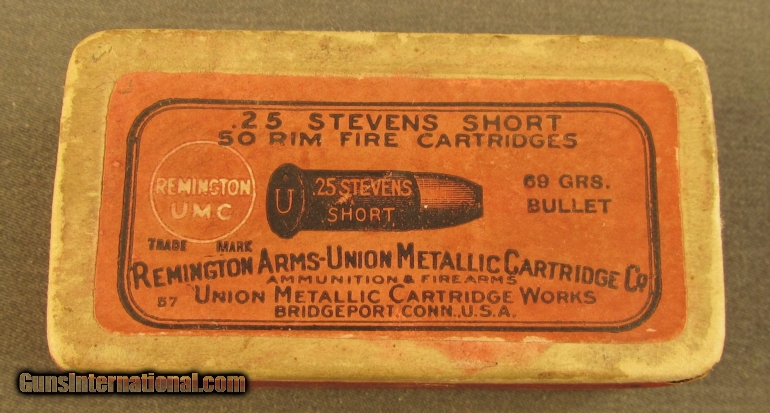 .25 STEVENS SHORT
50 RIM FIRE CARTRIDGES
REMINGTON
UMC
TRADE MARK
U
.25 STEVENS
SHORT
69 GRS.
BULLET
REMINGTON ARMS-UNION METALLIC CARTRIDGE CO
AMMUNITION & FIREARMS
57 UNION METALLIC CARTRIDGE WORKS
BRIDGEPORT, CONN., U.S.A.
GunsInternational.com